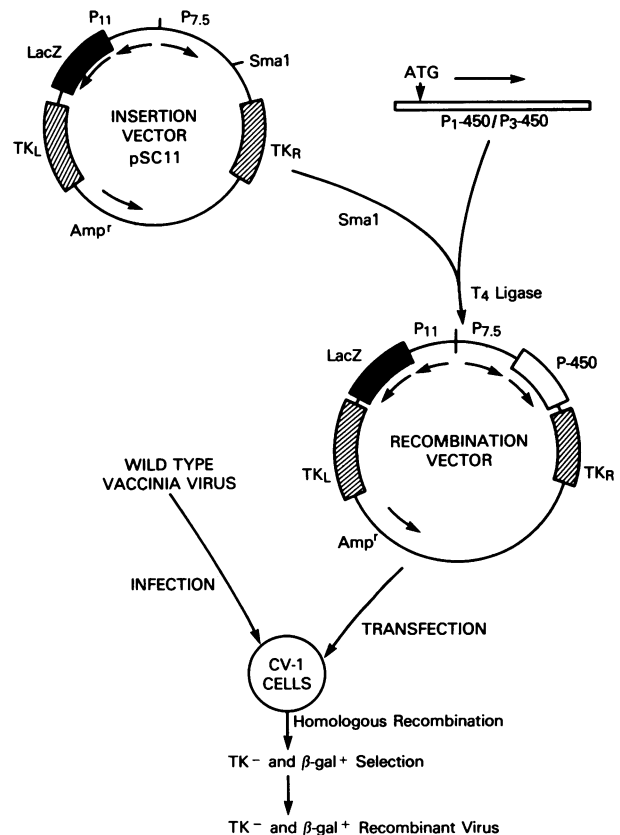 P11 P7.5
LacZ
Sma1
INSERTION
VECTOR
pSC11
TKL
TKR
Ampr
ATG
P1-450/P3-450
Sma1
T4 Ligase
P11 P7.5
LacZ
P-450
RECOMBINATION
VECTOR
TKL
TKR
Ampr
WILD TYPE
VACCINIA VIRUS
INFECTION
TRANSFECTION
CV-1
CELLS
Homologous Recombination
TK− and β-gal+ Selection
TK− and β-gal+ Recombinant Virus